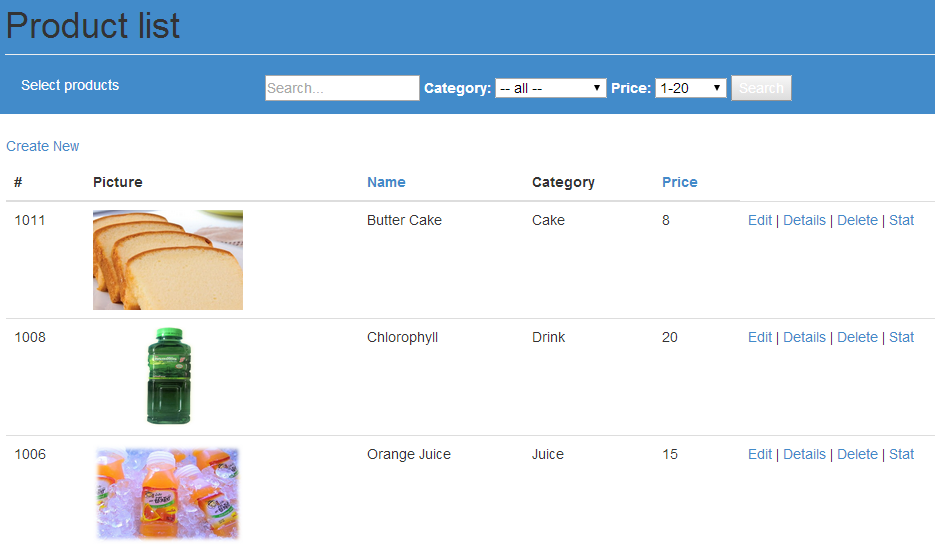 Product list
Select products
Search... Category: -- all -- Price: 1-20 Search
Create New
# Picture Name Category Price
1011 Butter Cake Cake 8 Edit | Details | Delete | Stat
1008 Chlorophyll Drink 20 Edit | Details | Delete | Stat
1006 Orange Juice Juice 15 Edit | Details | Delete | Stat